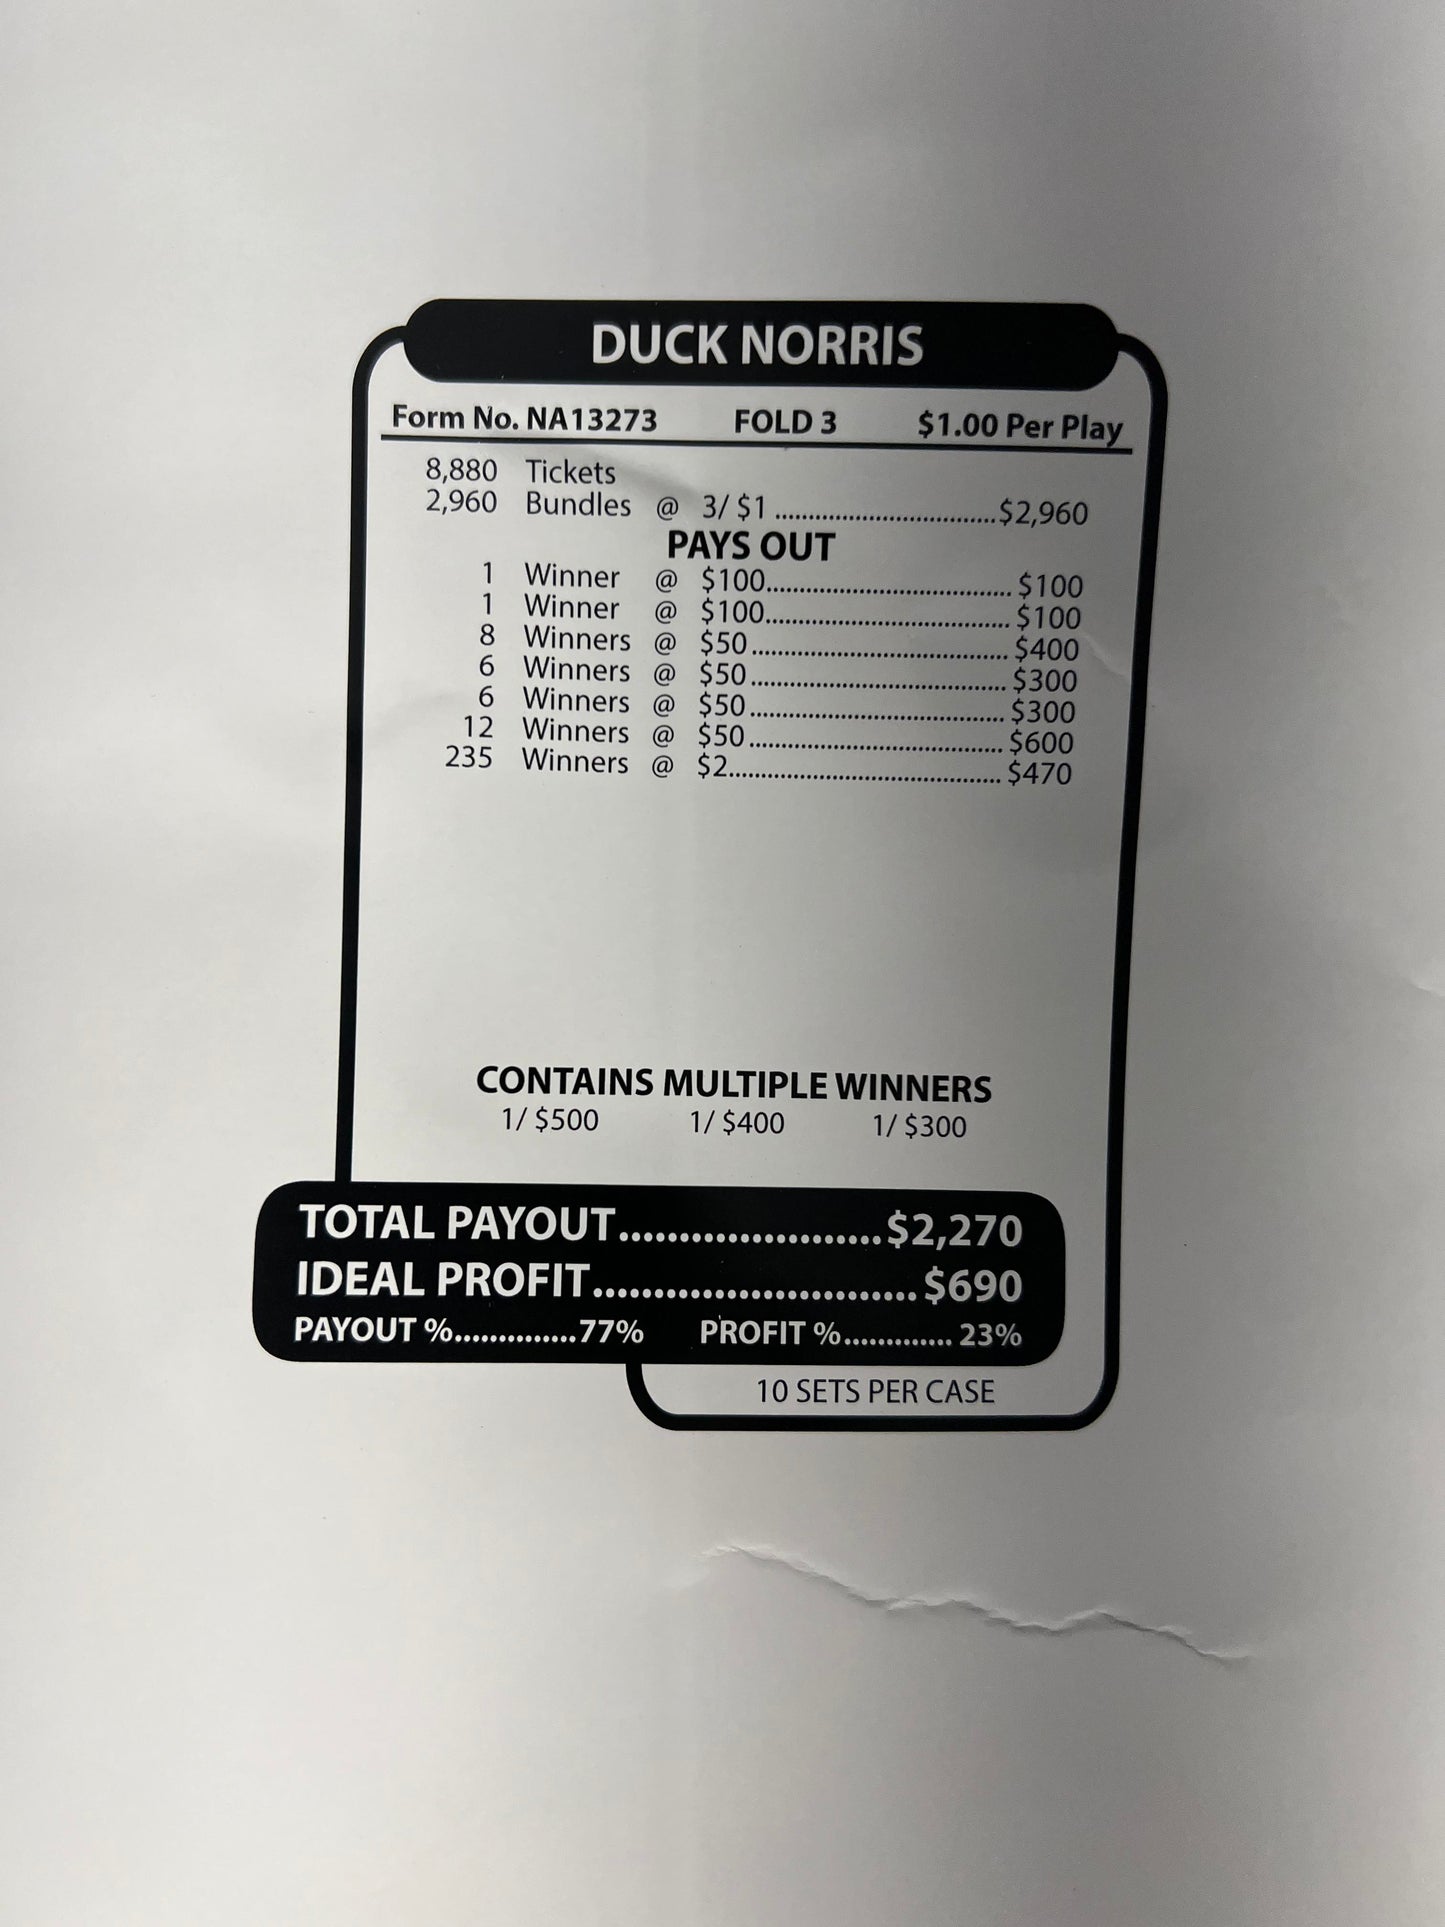 DUCK NORRIS
Form No. NA13273 FOLD 3 $1.00 Per Play
8,880 Tickets
2,960 Bundles @ 3/ $1 ................................$2,960
PAYS OUT
1 Winner @ $100.................................... $100
1 Winner @ $100.................................... $100
8 Winners @ $50...................................... $400
6 Winners @ $50...................................... $300
6 Winners @ $50...................................... $300
12 Winners @ $50...................................... $600
235 Winners @ $2........................................ $470
CONTAINS MULTIPLE WINNERS
1/ $500 1/ $400 1/ $300
TOTAL PAYOUT......................$2,270
IDEAL PROFIT........................... $690
PAYOUT %..............77% PROFIT %............. 23%
10 SETS PER CASE